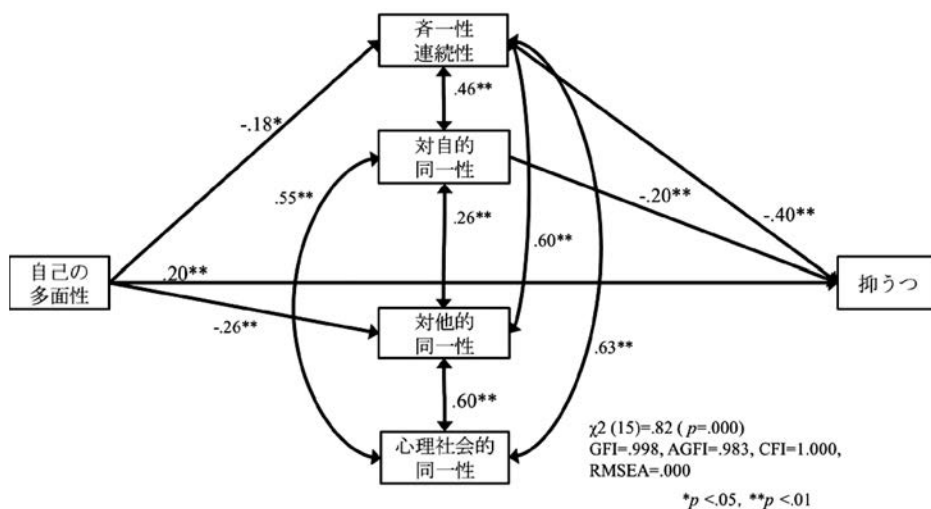 斉一性
連続性
.46**
-.18*
対自的
同一性
-.20**
.55**
.26**
-.40**
.60**
自己の
多面性
.20**
抑うつ
-.26**
対他的
同一性
.63**
.60**
心理社会的
同一性
χ2 (15)=.82 ( p=.000)
GFI=.998, AGFI=.983, CFI=1.000,
RMSEA=.000
*p <.05, **p <.01